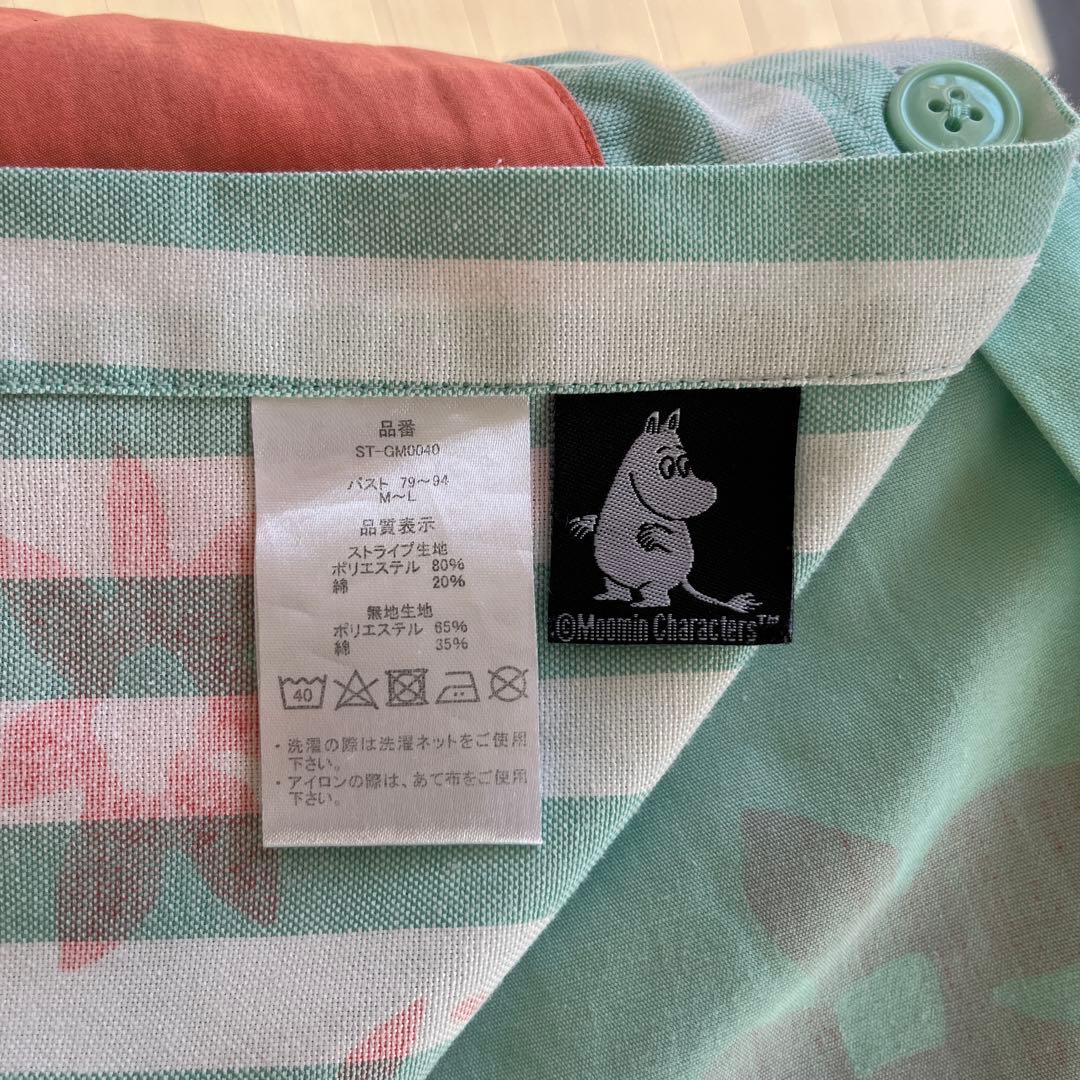 品番
ST-GM0040
バスト 79～94
M～L
品質表示
ストライプ生地
ポリエステル 80%
綿 20%
無地生地
ポリエステル 65%
綿 35%
40
・洗濯の際は洗濯ネットをご使用
下さい。
・アイロンの際は、あて布をご使用
下さい。
©Moomin Characters™